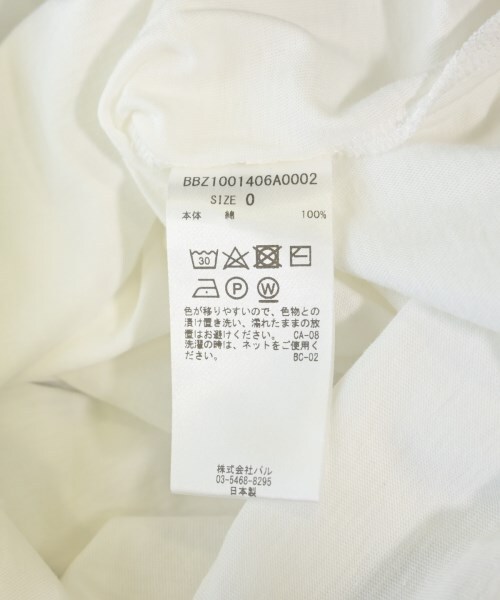 BBZ1001406A0002
SIZE 0
本体 綿 100%
30
P W
色が移りやすいので、色物との
漬け置き洗い、濡れたままの放
置はお避けください。 CA-08
洗濯の時は、ネットをご使用く
ださい。 BC-02
株式会社パル
03-5468-8295
日本製